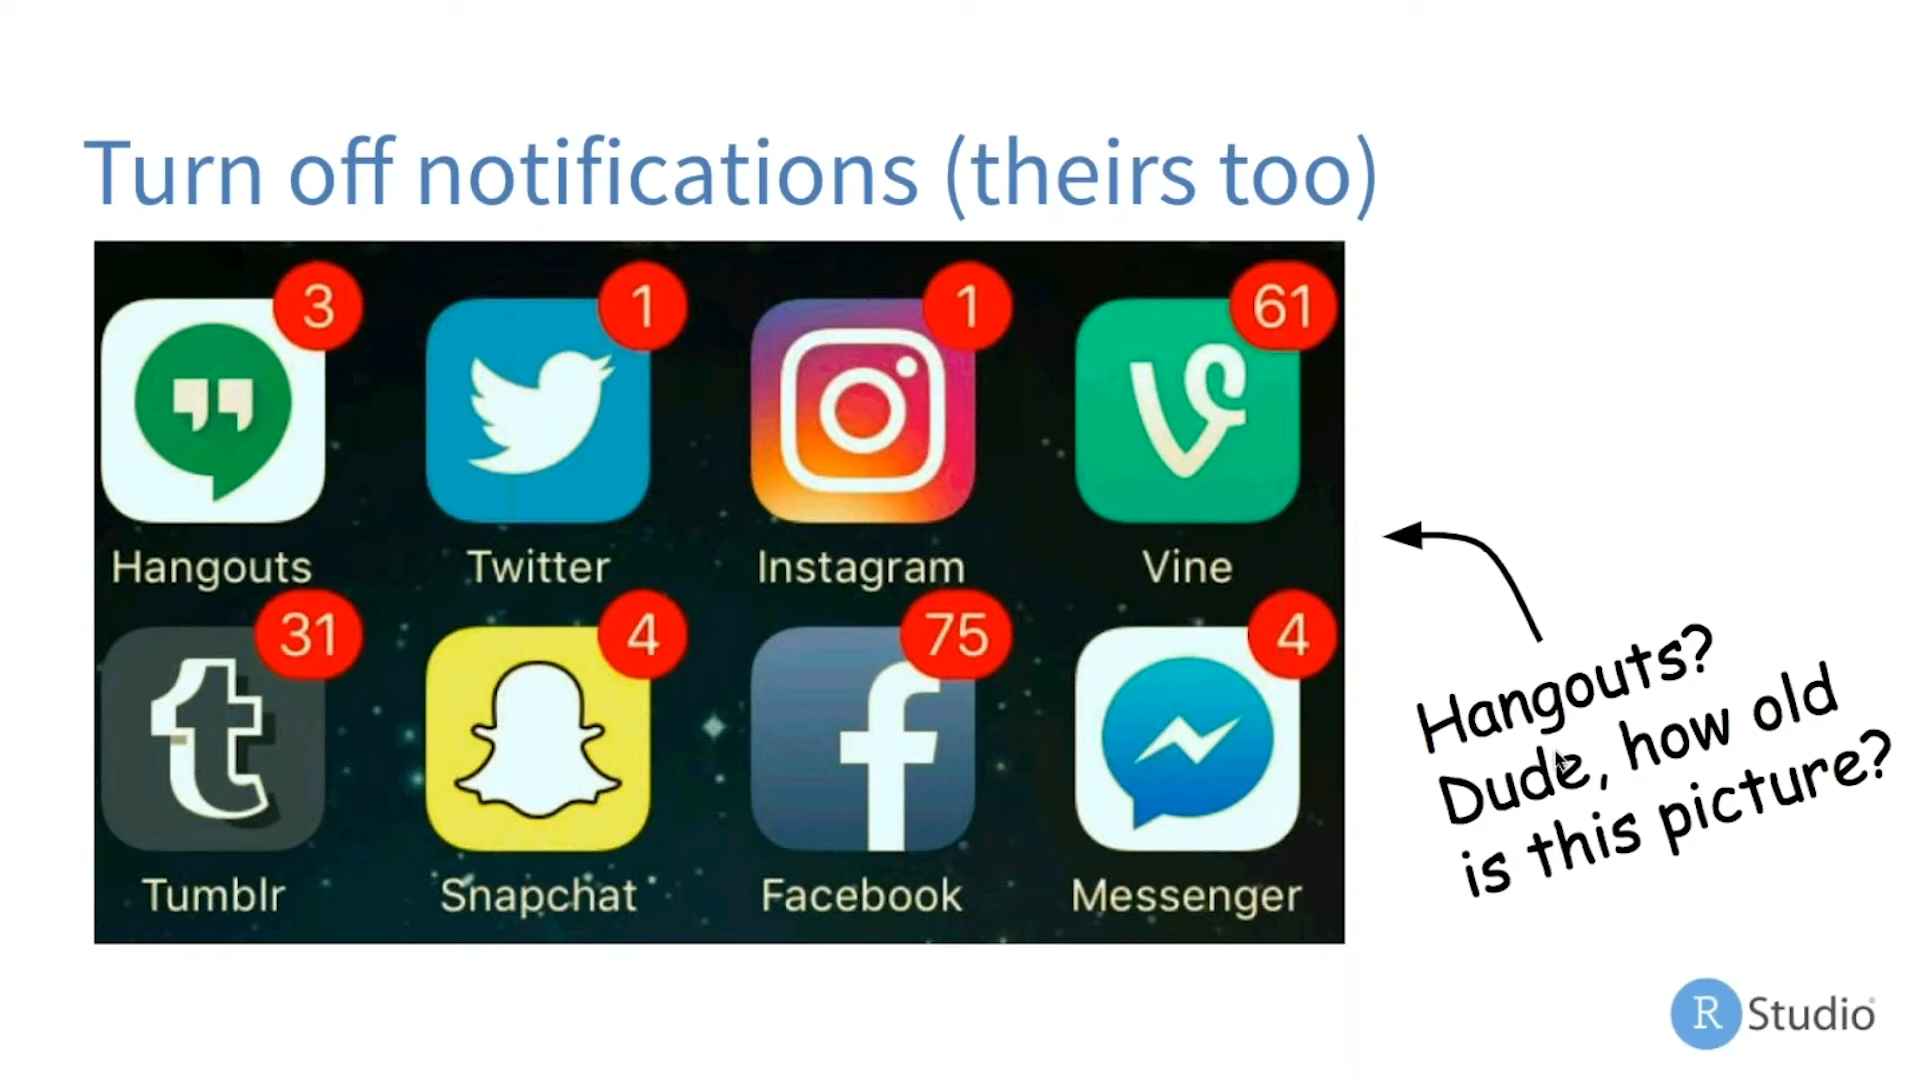 Turn off notifications (theirs too)
3
1
1
61
Hangouts
Twitter
Instagram
Vine
31
4
75
4
Tumblr
Snapchat
Facebook
Messenger
Hangouts?
Dude, how old
is this picture?
R Studio